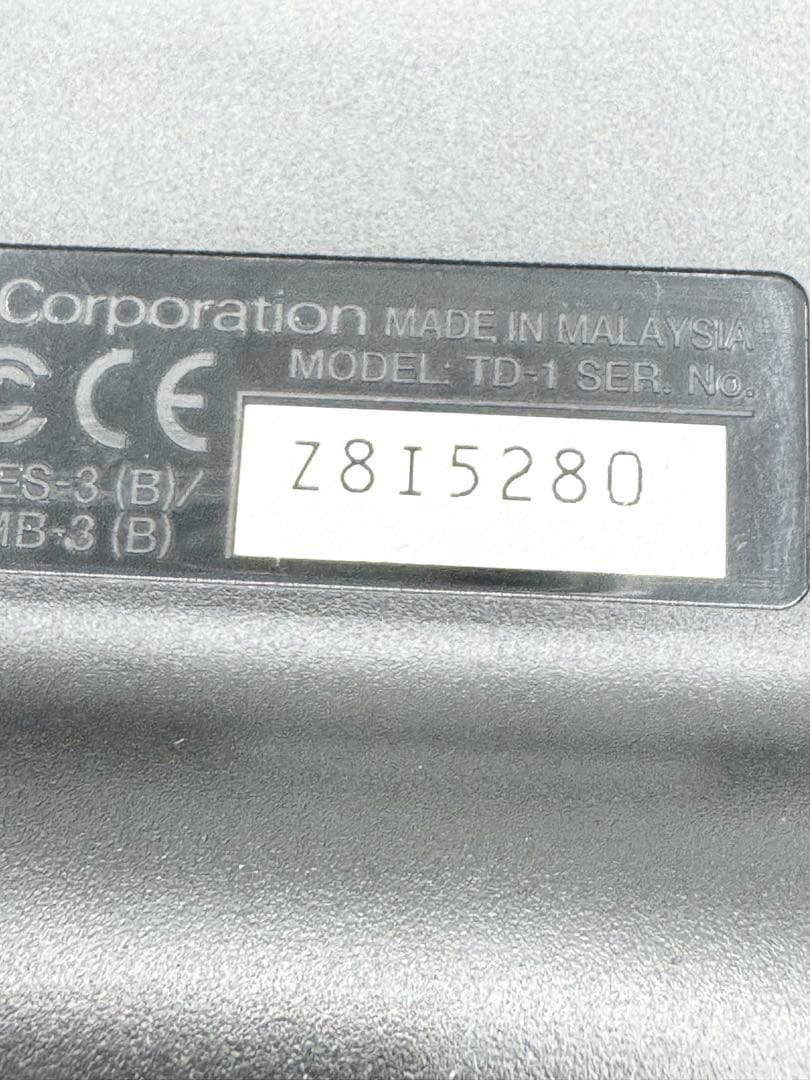 Corporation MADE IN MALAYSIA
MODEL: TD-1 SER. No.
CE
Z8I5280
ES-3 (B)/
MB-3 (B)